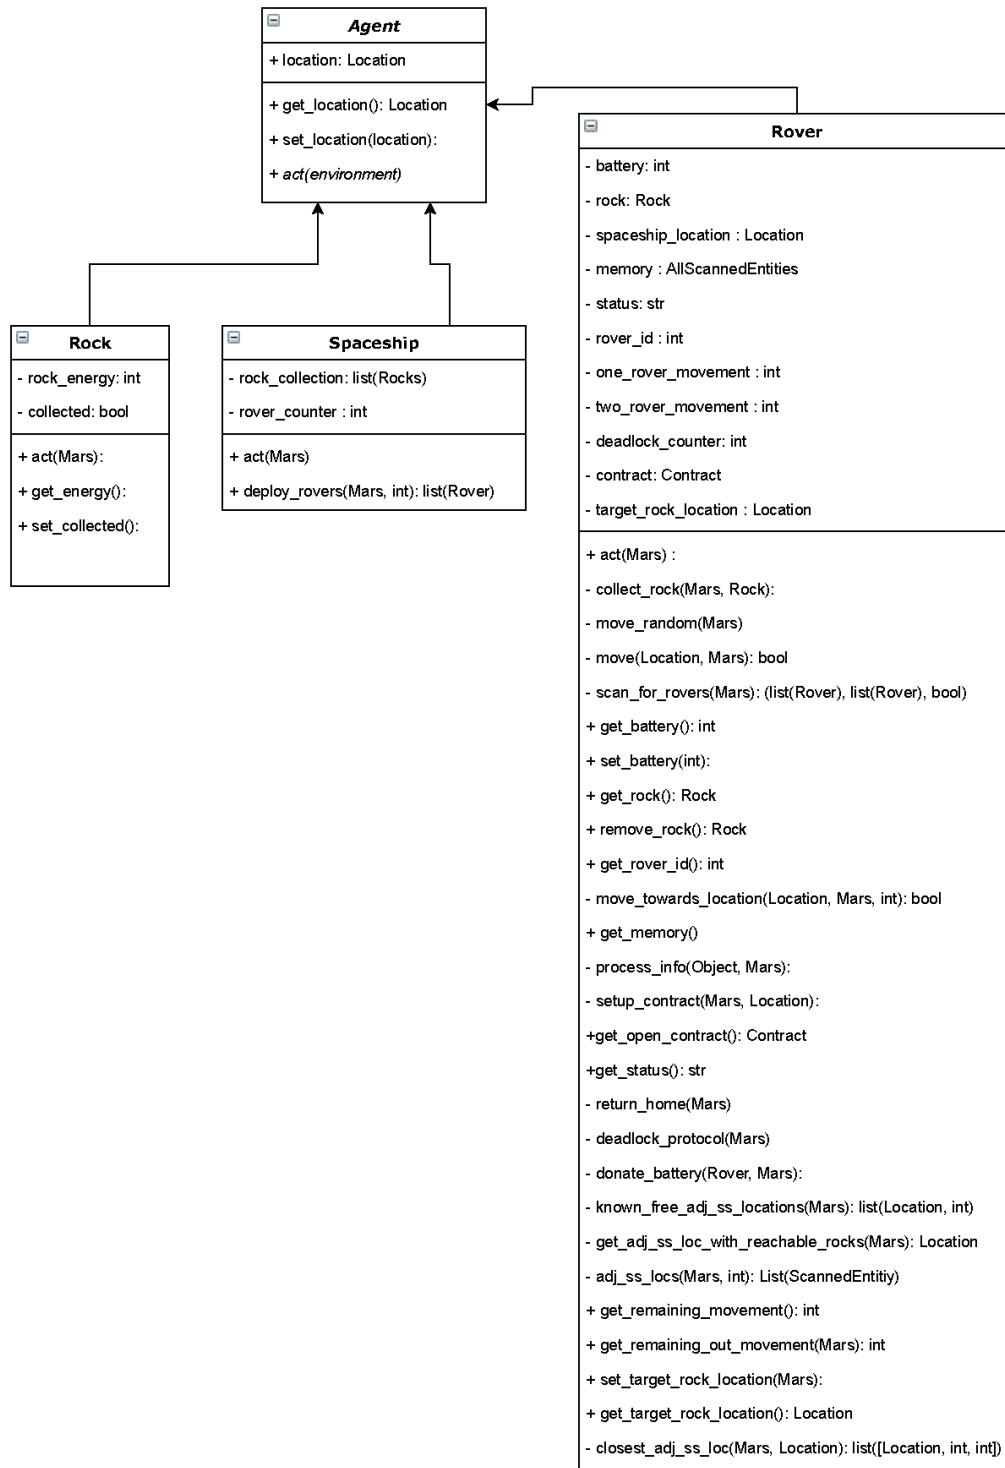 Agent
+ location: Location
+ get_location(): Location
+ set_location(location):
+ act(environment)
Rock
- rock_energy: int
- collected: bool
+ act(Mars):
+ get_energy():
+ set_collected():
Spaceship
- rock_collection: list(Rocks)
- rover_counter : int
+ act(Mars)
+ deploy_rovers(Mars, int): list(Rover)
Rover
- battery: int
- rock: Rock
- spaceship_location : Location
- memory : AllScannedEntities
- status: str
- rover_id : int
- one_rover_movement : int
- two_rover_movement : int
- deadlock_counter: int
- contract: Contract
- target_rock_location : Location
+ act(Mars) :
- collect_rock(Mars, Rock):
- move_random(Mars)
- move(Location, Mars): bool
- scan_for_rovers(Mars): (list(Rover), list(Rover), bool)
+ get_battery(): int
+ set_battery(int):
+ get_rock(): Rock
+ remove_rock(): Rock
+ get_rover_id(): int
- move_towards_location(Location, Mars, int): bool
+ get_memory()
- process_info(Object, Mars):
- setup_contract(Mars, Location):
+get_open_contract(): Contract
+get_status(): str
- return_home(Mars)
- deadlock_protocol(Mars)
- donate_battery(Rover, Mars):
- known_free_adj_ss_locations(Mars): list(Location, int)
- get_adj_ss_loc_with_reachable_rocks(Mars): Location
- adj_ss_locs(Mars, int): List(ScannedEntitiy)
+ get_remaining_movement(): int
+ get_remaining_out_movement(Mars): int
+ set_target_rock_location(Mars):
+ get_target_rock_location(): Location
- closest_adj_ss_loc(Mars, Location): list([Location, int, int])